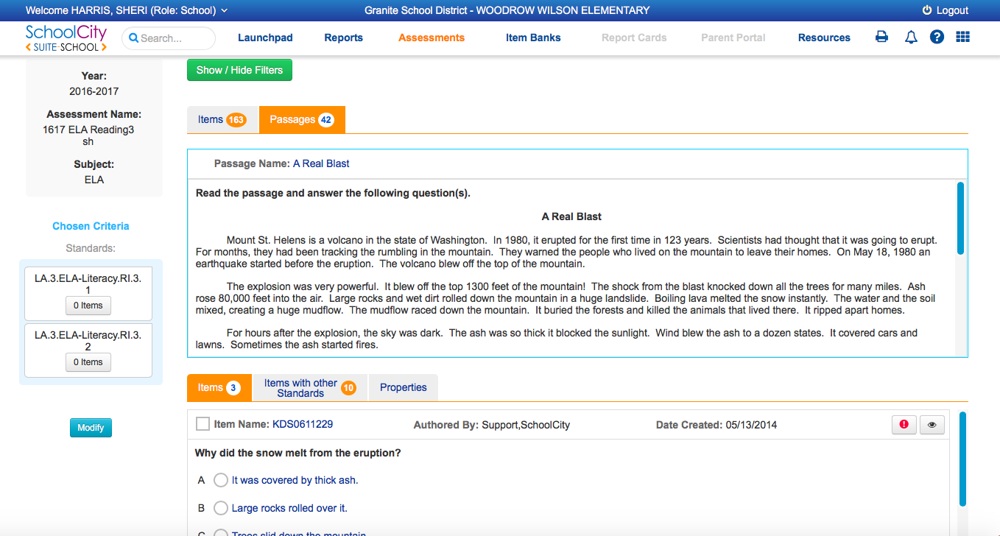 Welcome HARRIS, SHERI (Role: School)
Granite School District - WOODROW WILSON ELEMENTARY
Logout
SchoolCity
SUITE-SCHOOL
Search...
Launchpad
Reports
Assessments
Item Banks
Report Cards
Parent Portal
Resources
?
Year:
2016-2017
Assessment Name:
1617 ELA Reading3
sh
Subject:
ELA
Chosen Criteria
Standards:
LA.3.ELA-Literacy.RI.3.
1
0 Items
LA.3.ELA-Literacy.RI.3.
2
0 Items
Modify
Show / Hide Filters
Items 163
Passages 42
Passage Name: A Real Blast
Read the passage and answer the following question(s).
A Real Blast
Mount St. Helens is a volcano in the state of Washington. In 1980, it erupted for the first time in 123 years. Scientists had thought that it was going to erupt.
For months, they had been tracking the rumbling in the mountain. They warned the people who lived on the mountain to leave their homes. On May 18, 1980 an
earthquake started before the eruption. The volcano blew off the top of the mountain.
The explosion was very powerful. It blew off the top 1300 feet of the mountain! The shock from the blast knocked down all the trees for many miles. Ash
rose 80,000 feet into the air. Large rocks and wet dirt rolled down the mountain in a huge landslide. Boiling lava melted the snow instantly. The water and the soil
mixed, creating a huge mudflow. The mudflow raced down the mountain. It buried the forests and killed the animals that lived there. It ripped apart homes.
For hours after the explosion, the sky was dark. The ash was so thick it blocked the sunlight. Wind blew the ash to a dozen states. It covered cars and
lawns. Sometimes the ash started fires.
Items 3
Items with other
Standards 10
Properties
Item Name: KDS0611229
Authored By: Support,SchoolCity
Date Created: 05/13/2014
Why did the snow melt from the eruption?
A It was covered by thick ash.
B Large rocks rolled over it.
C Trees slid down the mountain.